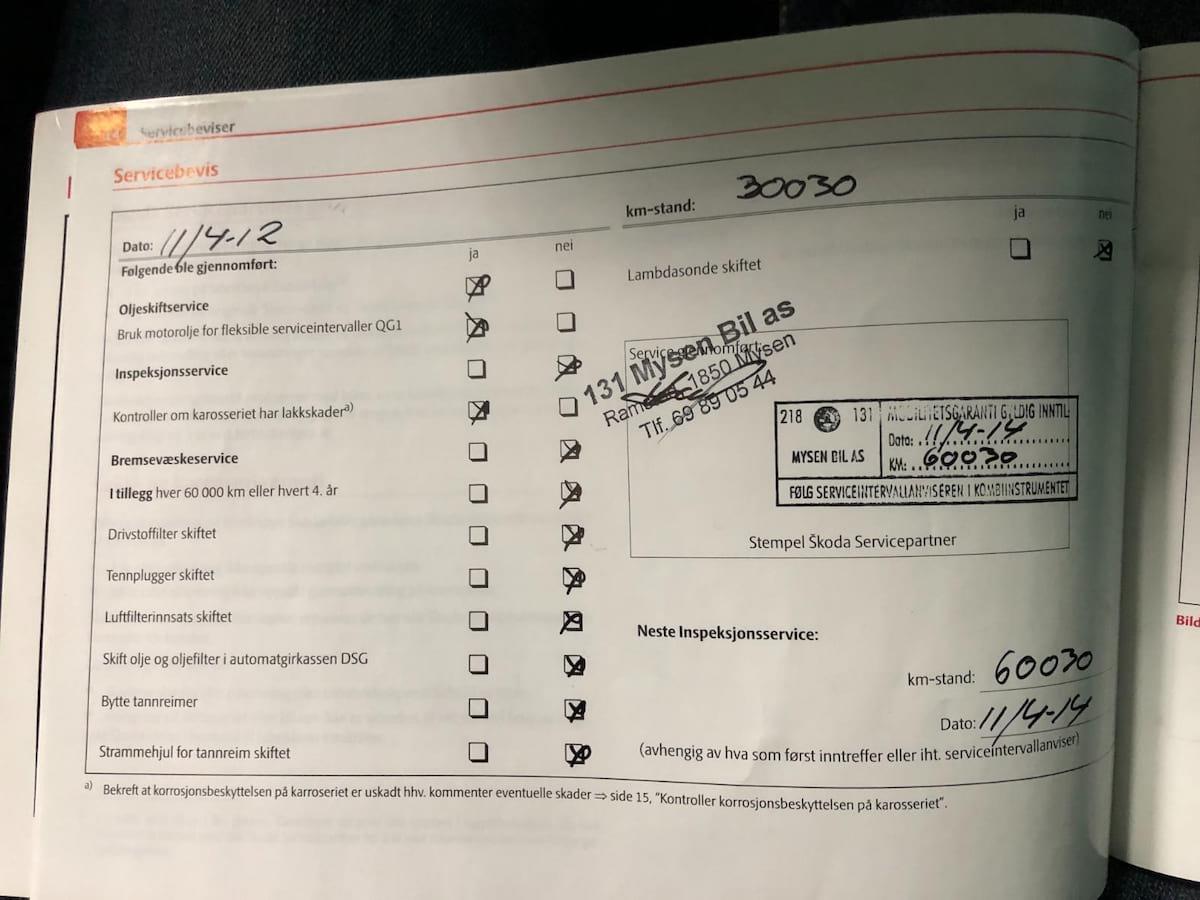 Servicebeviser
Servicebevis
Dato: 11/4-12
km-stand: 30030
Følgende ble gjennomført:
ja
nei
Oljeskiftservice
Bruk motorolje for fleksible serviceintervaller QG1
Inspeksjonsservice
Kontroller om karosseriet har lakkskader a)
Bremsevæskeservice
I tillegg hver 60 000 km eller hvert 4. år
Drivstoffilter skiftet
Tennplugger skiftet
Luftfilterinnsats skiftet
Skift olje og oljefilter i automatgirkassen DSG
Bytte tannreimer
Strammehjul for tannreim skiftet
ja
nei
Lambdasonde skiftet
Service gjennomført:
131 Mysen Bil as
1850 Mysen
Tlf. 69 89 05 44
218 131
MYSEN BIL AS
MOBILITETSGARANTI GYLDIG INNTIL
Dato: 11/4-14
KM: 60030
FØLG SERVICEINTERVALLANVISEREN I KOMBIINSTRUMENTET
Stempel Škoda Servicepartner
Neste Inspeksjonsservice:
km-stand: 60030
Dato: 11/4-14
(avhengig av hva som først inntreffer eller iht. serviceintervallanviser)
a) Bekreft at korrosjonsbeskyttelsen på karroseriet er uskadt hhv. kommenter eventuelle skader ⇒ side 15, "Kontroller korrosjonsbeskyttelsen på karosseriet".
Bild